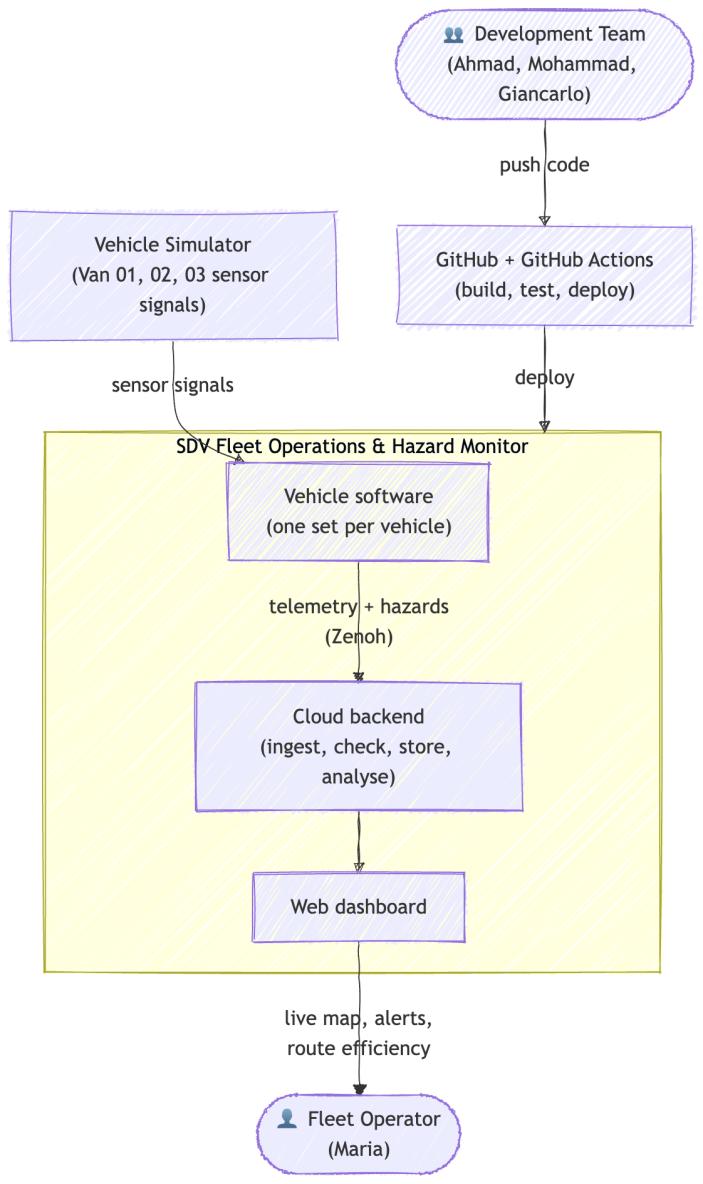 Development Team
(Ahmad, Mohammad,
Giancarlo)
push code
Vehicle Simulator
(Van 01, 02, 03 sensor
signals)
GitHub + GitHub Actions
(build, test, deploy)
sensor signals
deploy
SDV Fleet Operations & Hazard Monitor
Vehicle software
(one set per vehicle)
telemetry + hazards
(Zenoh)
Cloud backend
(ingest, check, store,
analyse)
Web dashboard
live map, alerts,
route efficiency
Fleet Operator
(Maria)